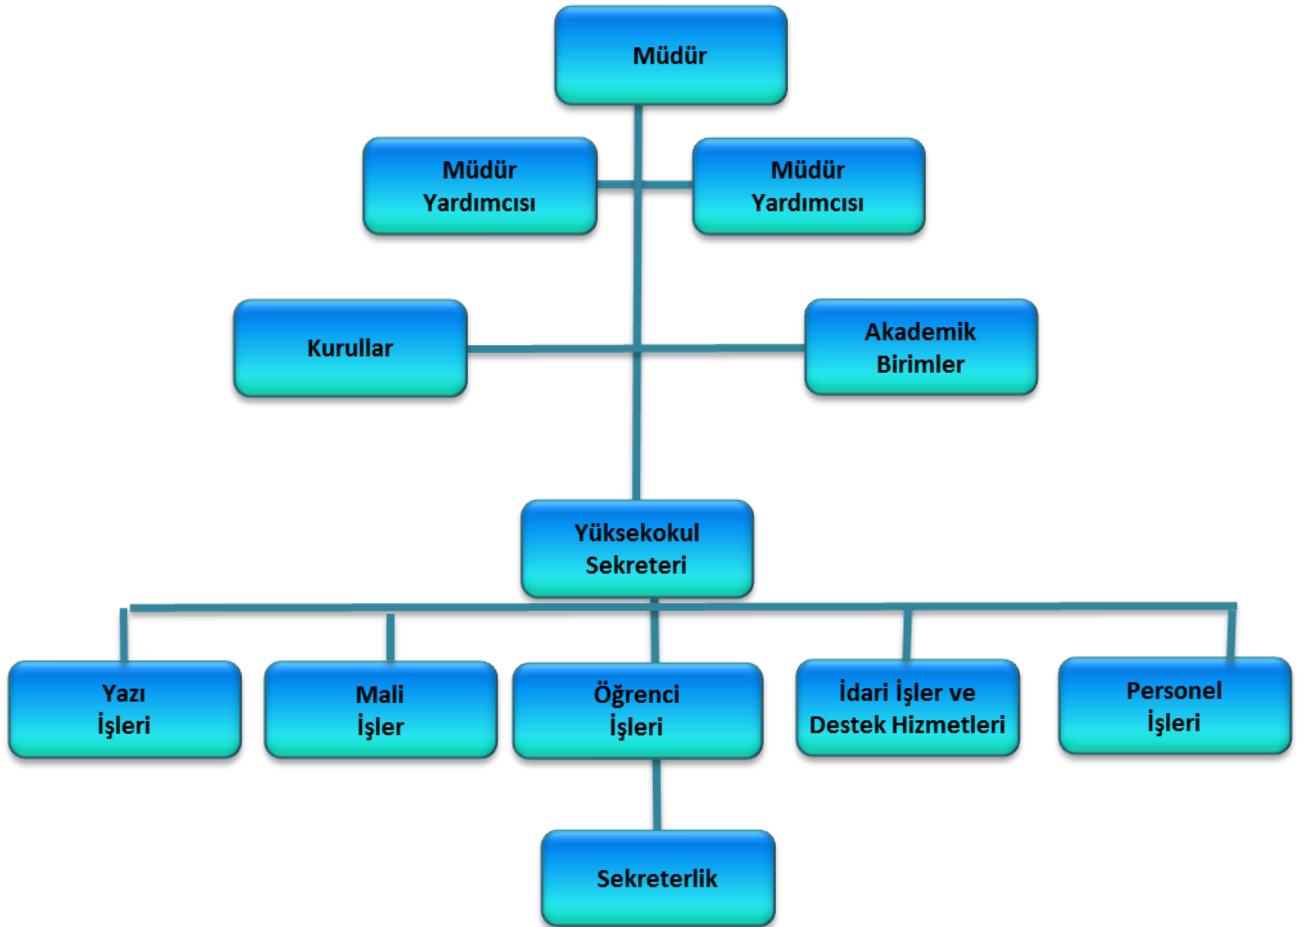 Müdür
Müdür
Yardımcısı
Müdür
Yardımcısı
Kurullar
Akademik
Birimler
Yüksekokul
Sekreteri
Yazı
İşleri
Mali
İşler
Öğrenci
İşleri
İdari İşler ve
Destek Hizmetleri
Personel
İşleri
Sekreterlik